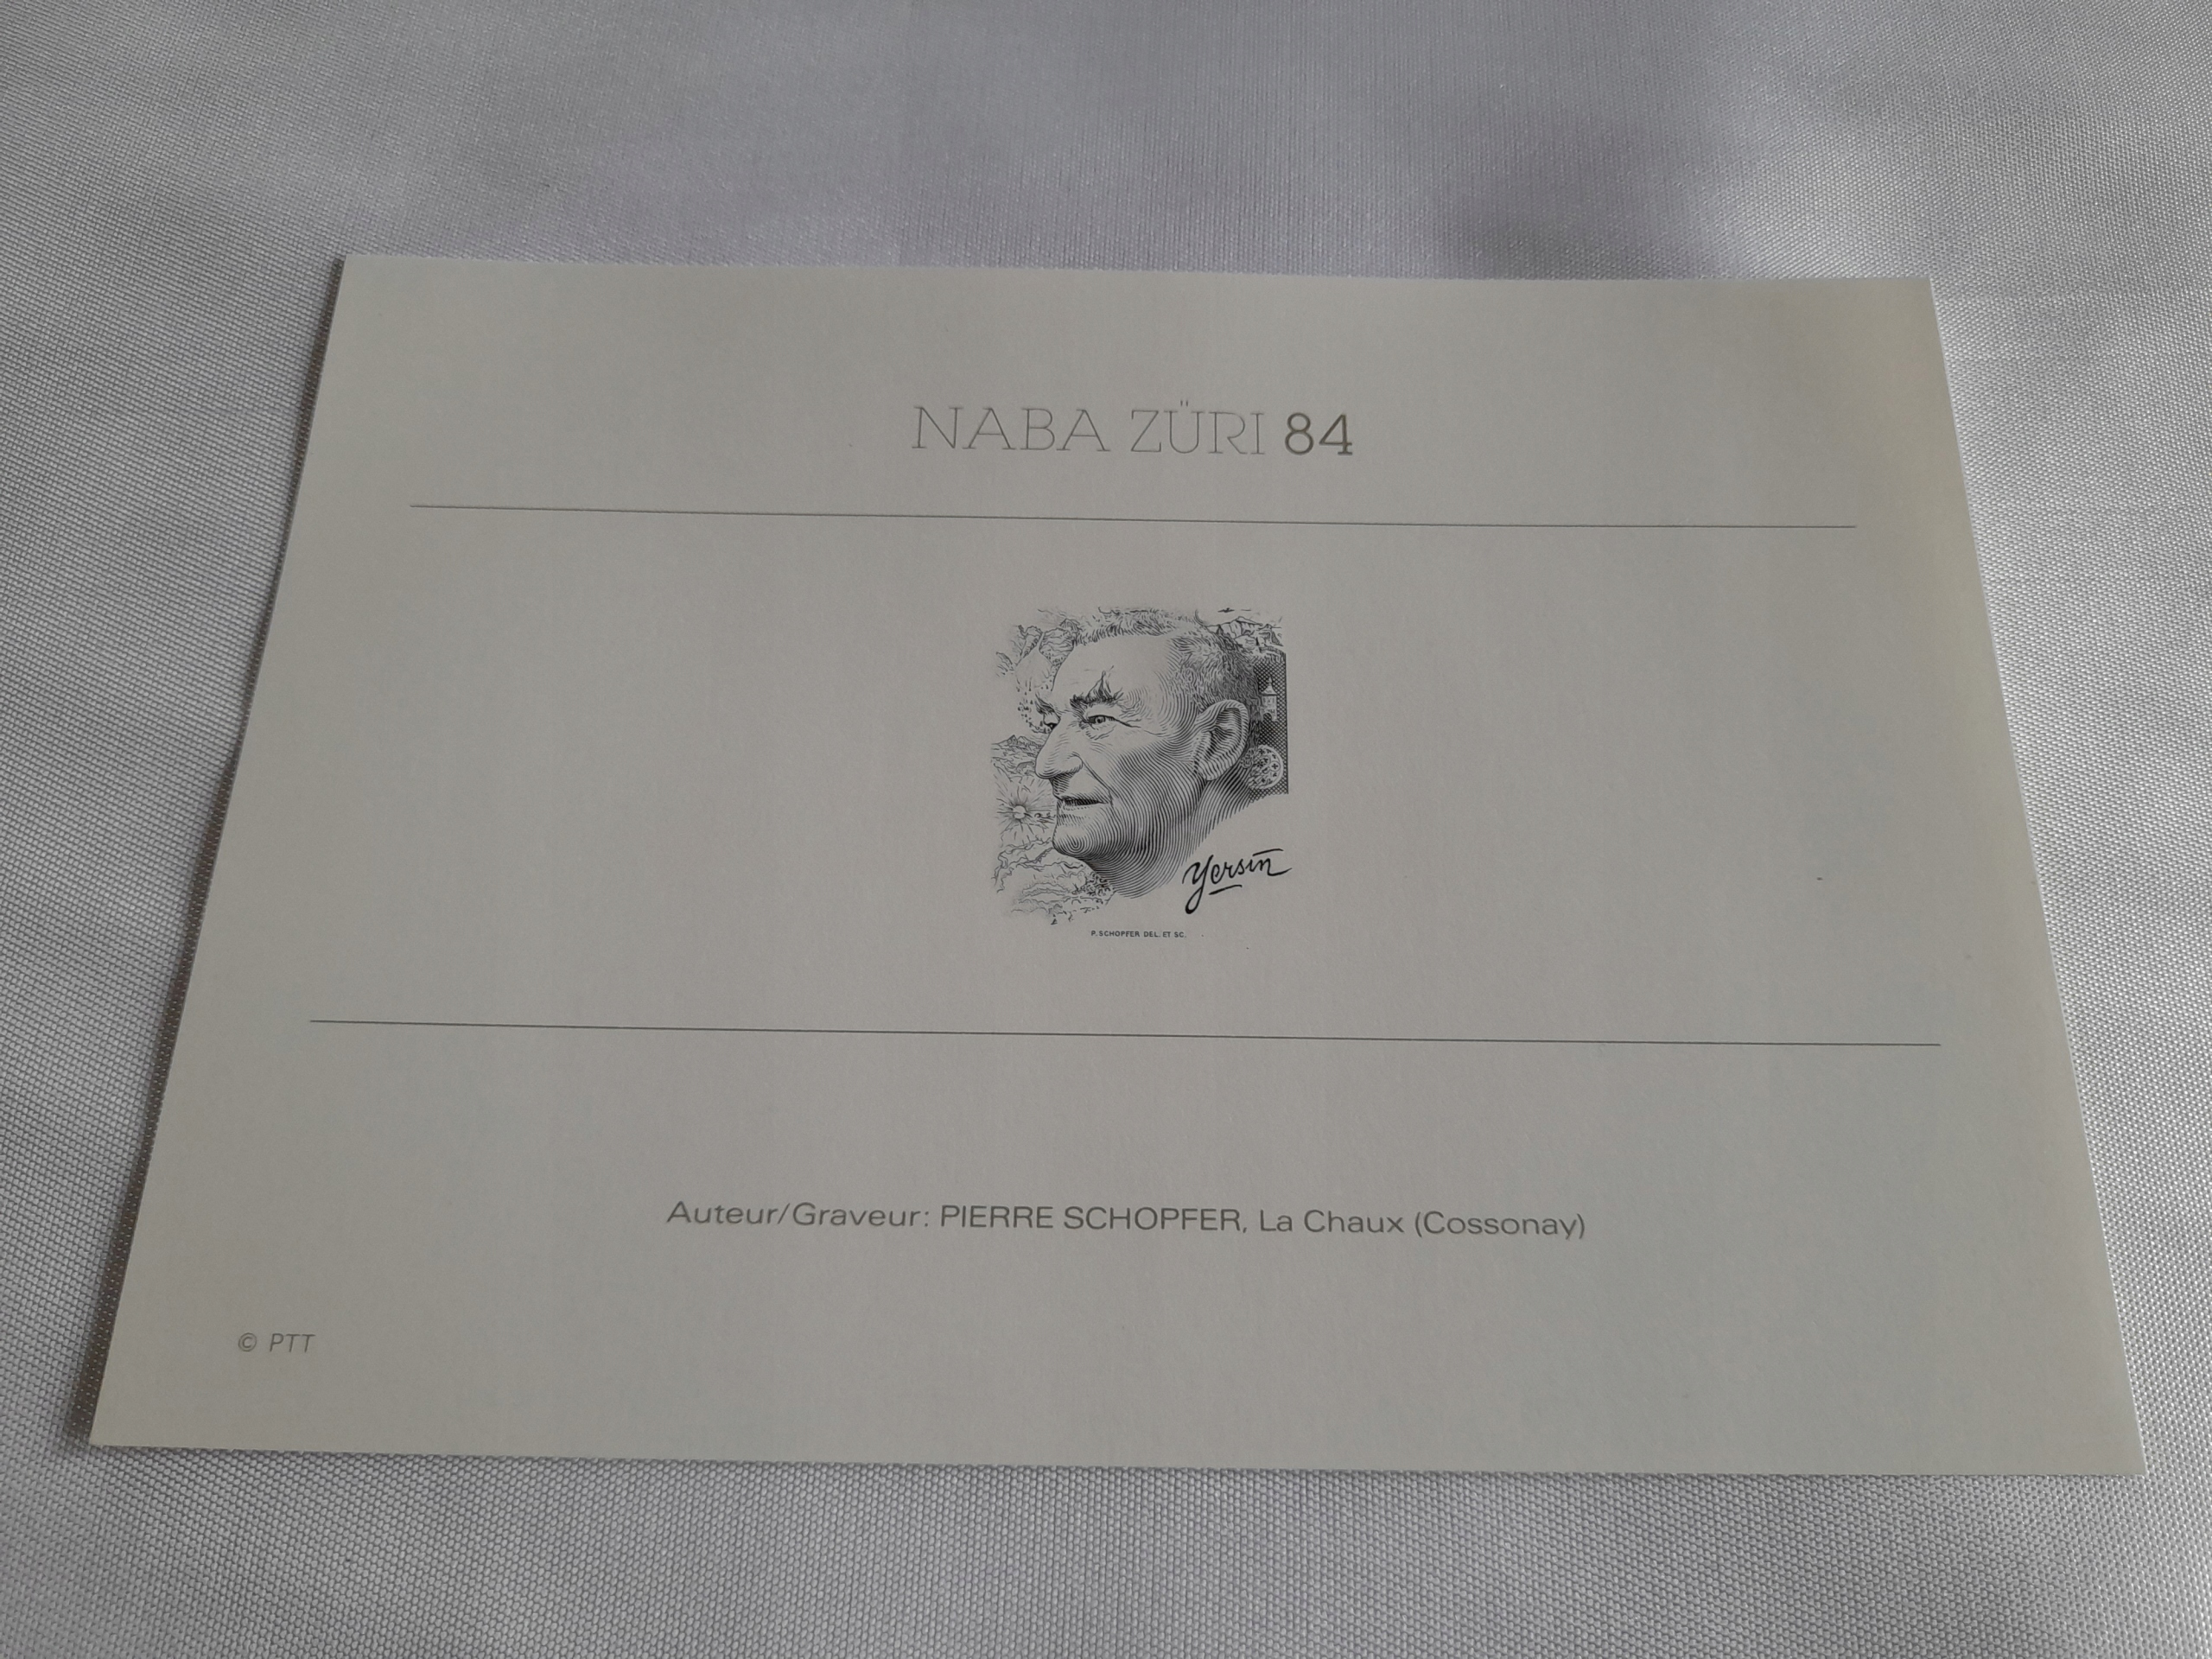 NABA ZÜRI 84
Yersin
P. SCHOPFER DEL. ET SC.
Auteur/Graveur: PIERRE SCHOPFER, La Chaux (Cossonay)
© PTT